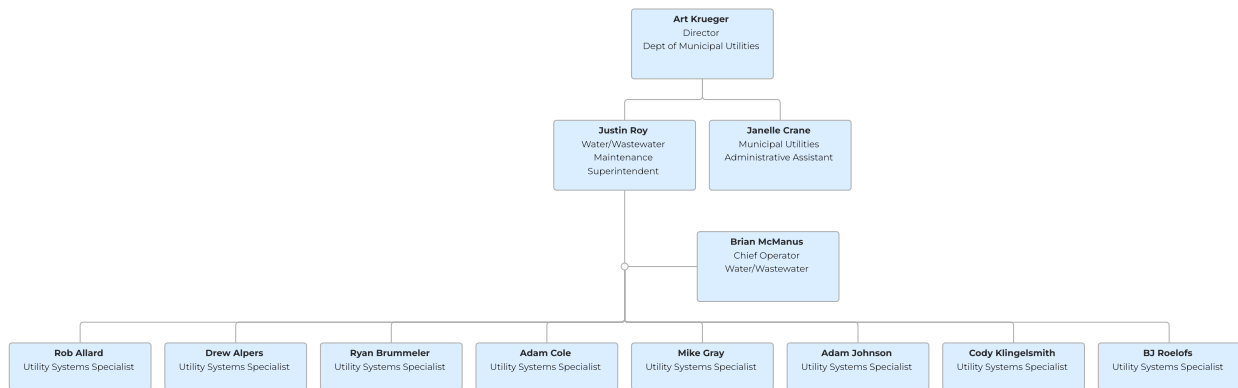 Art Krueger
Director
Dept of Municipal Utilities
Justin Roy
Water/Wastewater
Maintenance
Superintendent
Janelle Crane
Municipal Utilities
Administrative Assistant
Brian McManus
Chief Operator
Water/Wastewater
Rob Allard
Utility Systems Specialist
Drew Alpers
Utility Systems Specialist
Ryan Brummeler
Utility Systems Specialist
Adam Cole
Utility Systems Specialist
Mike Gray
Utility Systems Specialist
Adam Johnson
Utility Systems Specialist
Cody Klingelsmith
Utility Systems Specialist
BJ Roelofs
Utility Systems Specialist